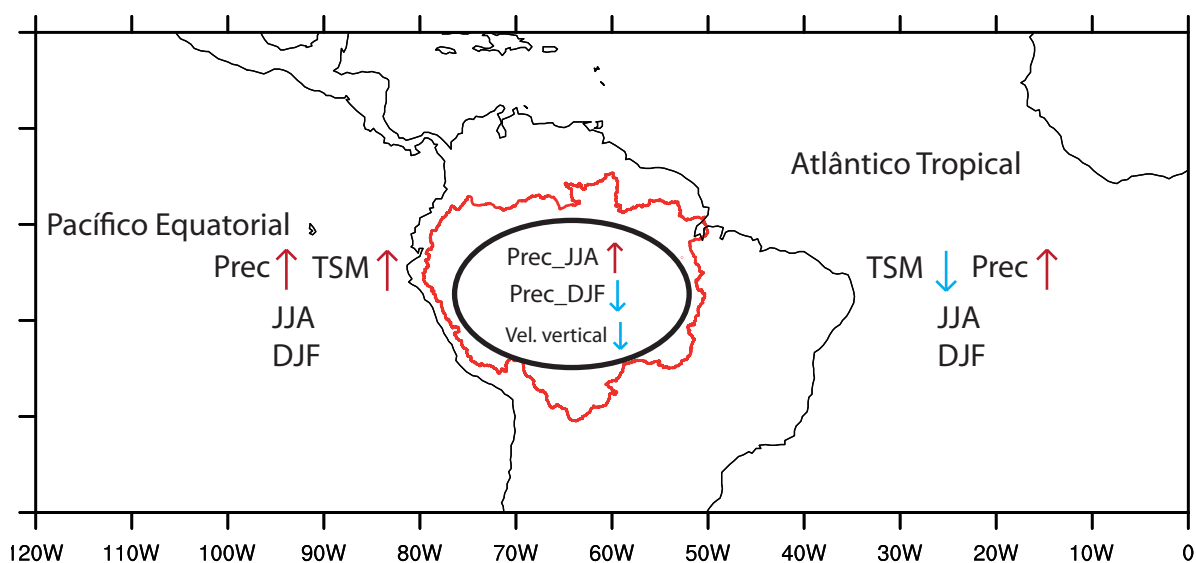 Atlântico Tropical
Pacífico Equatorial
Prec ↑ TSM ↑
JJA
DJF
Prec_JJA ↑
Prec_DJF ↓
Vel. vertical ↓
TSM ↓ Prec ↑
JJA
DJF
120W 110W 100W 90W 80W 70W 60W 50W 40W 30W 20W 10W 0